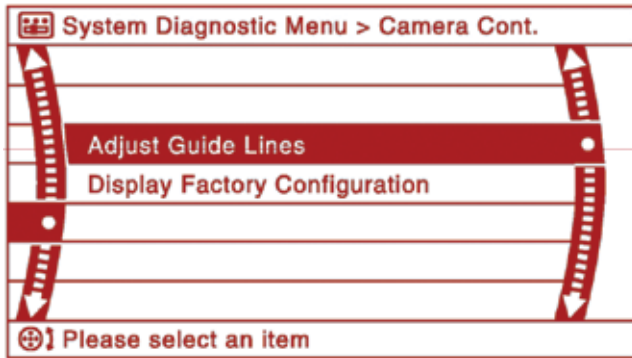 System Diagnostic Menu > Camera Cont.
Adjust Guide Lines
Display Factory Configuration
Please select an item